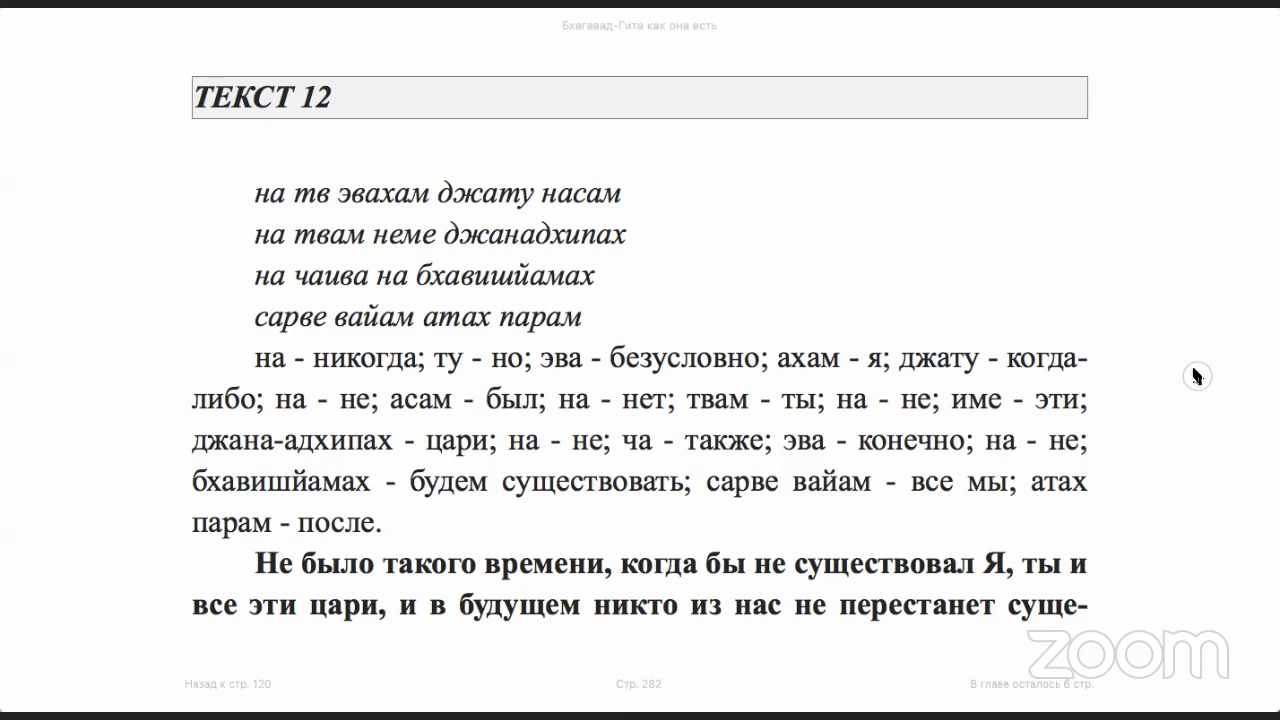 Бхагавад-Гита как она есть
ТЕКСТ 12
на тв эвахам джату насам
на твам неме джанадхипах
на чаива на бхавишйамах
сарве вайам атах парам
на - никогда; ту - но; эва - безусловно; ахам - я; джату - когда-
либо; на - не; асам - был; на - нет; твам - ты; на - не; име - эти;
джана-адхипах - цари; на - не; ча - также; эва - конечно; на - не;
бхавишйамах - будем существовать; сарве вайам - все мы; атах
парам - после.
Не было такого времени, когда бы не существовал Я, ты и
все эти цари, и в будущем никто из нас не перестанет суще-
zoom
Назад к стр. 120 Стр. 282 В главе осталось 6 стр.